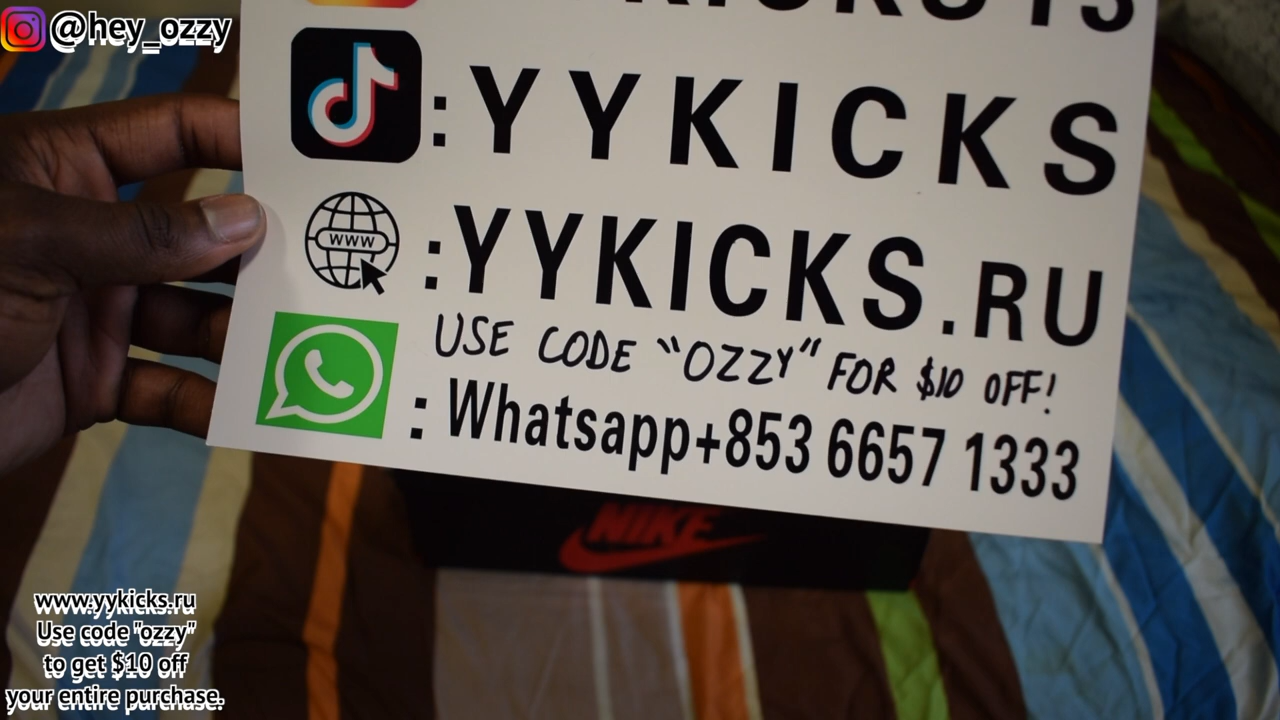 @hey_ozzy
:YYKICKS
www
:YYKICKS.RU
USE CODE "OZZY" FOR $10 OFF!
: Whatsapp+853 6657 1333
NIKE
www.yykicks.ru
Use code "ozzy"
to get $10 off
your entire purchase.